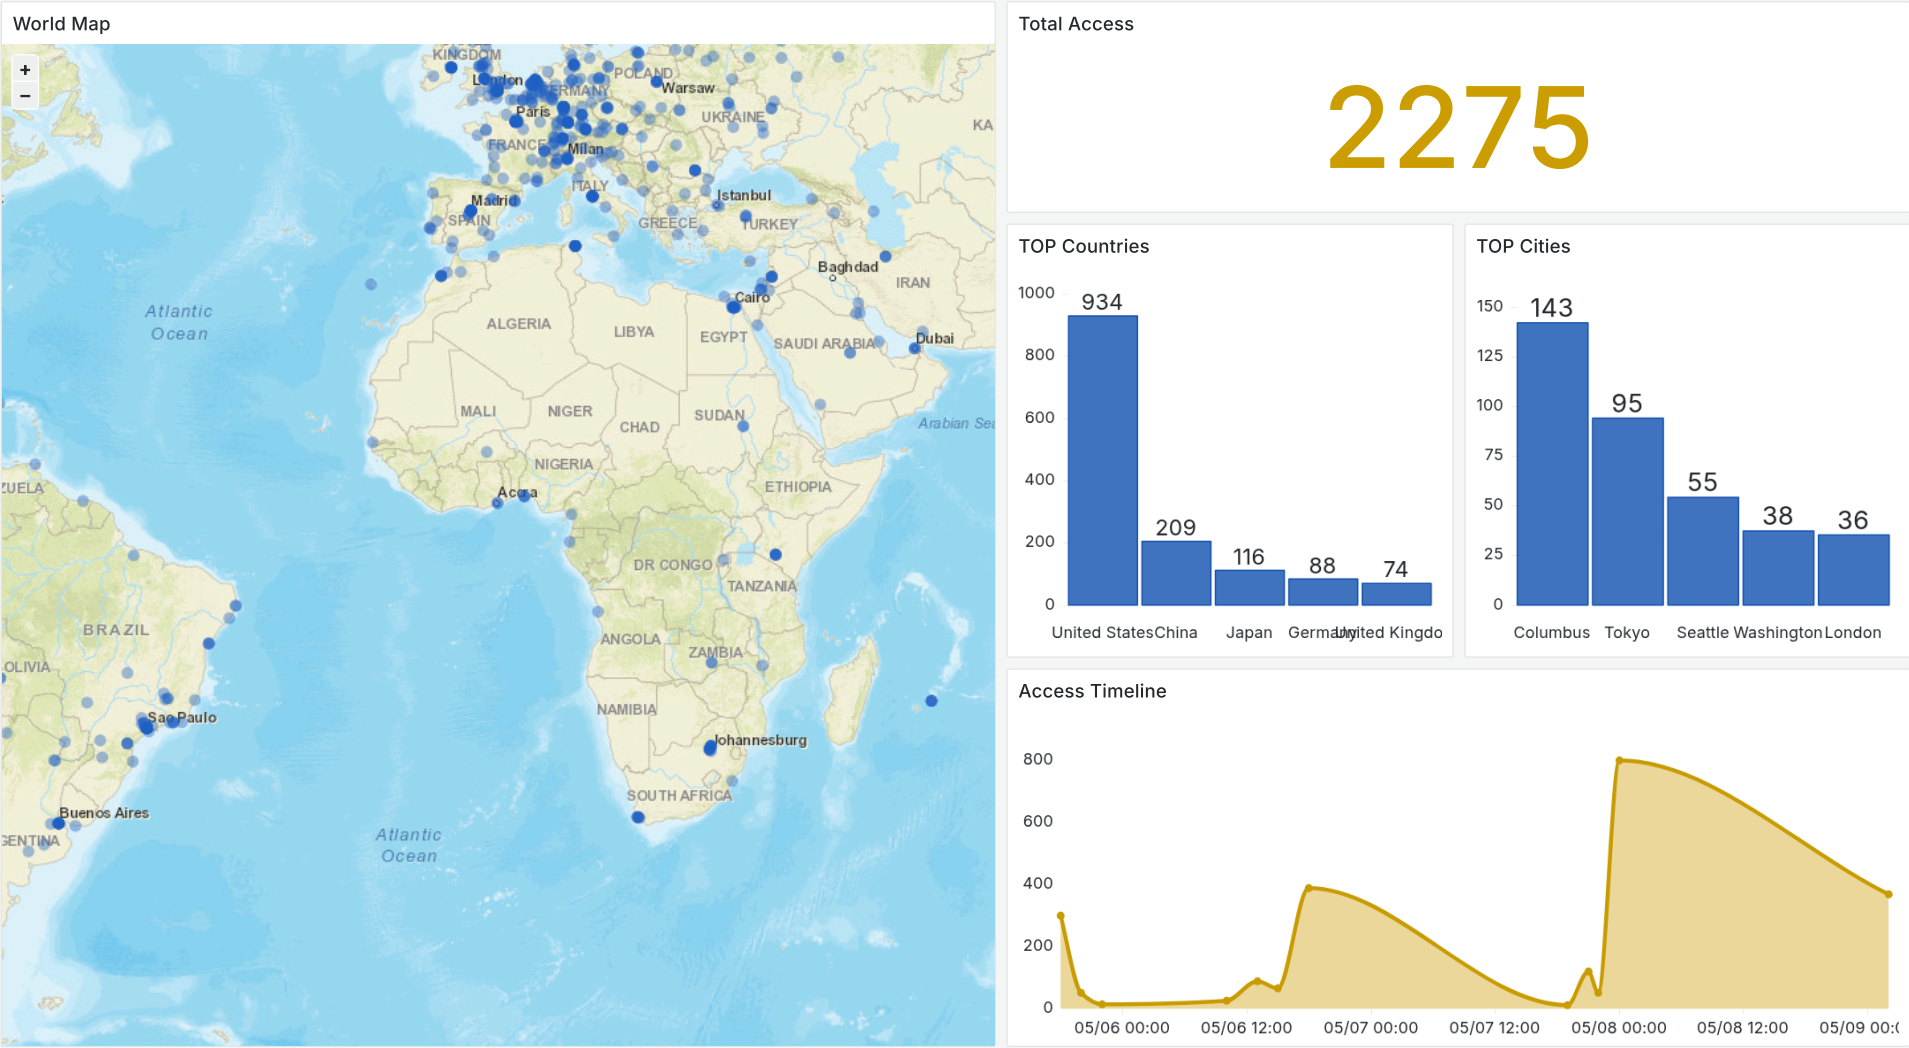 World Map
+
−
KINGDOM
London
POLAND
Warsaw
GERMANY
Paris
UKRAINE
KA
FRANCE
Milan
ITALY
Istanbul
Madrid
SPAIN
GREECE
TURKEY
Baghdad
IRAN
Cairo
Atlantic
Ocean
ALGERIA
LIBYA
EGYPT
SAUDI ARABIA
Dubai
MALI
NIGER
CHAD
SUDAN
Arabian Sea
NIGERIA
ZUELA
Accra
ETHIOPIA
DR CONGO
TANZANIA
BRAZIL
ANGOLA
ZAMBIA
OLIVIA
NAMIBIA
Sao Paulo
Johannesburg
SOUTH AFRICA
Buenos Aires
GENTINA
Atlantic
Ocean
Total Access
2275
TOP Countries
1000
800
600
400
200
0
934
209
116
88
74
United States China Japan Germany United Kingdo
TOP Cities
150
125
100
75
50
25
0
143
95
55
38
36
Columbus Tokyo Seattle Washington London
Access Timeline
800
600
400
200
0
05/06 00:00 05/06 12:00 05/07 00:00 05/07 12:00 05/08 00:00 05/08 12:00 05/09 00:0